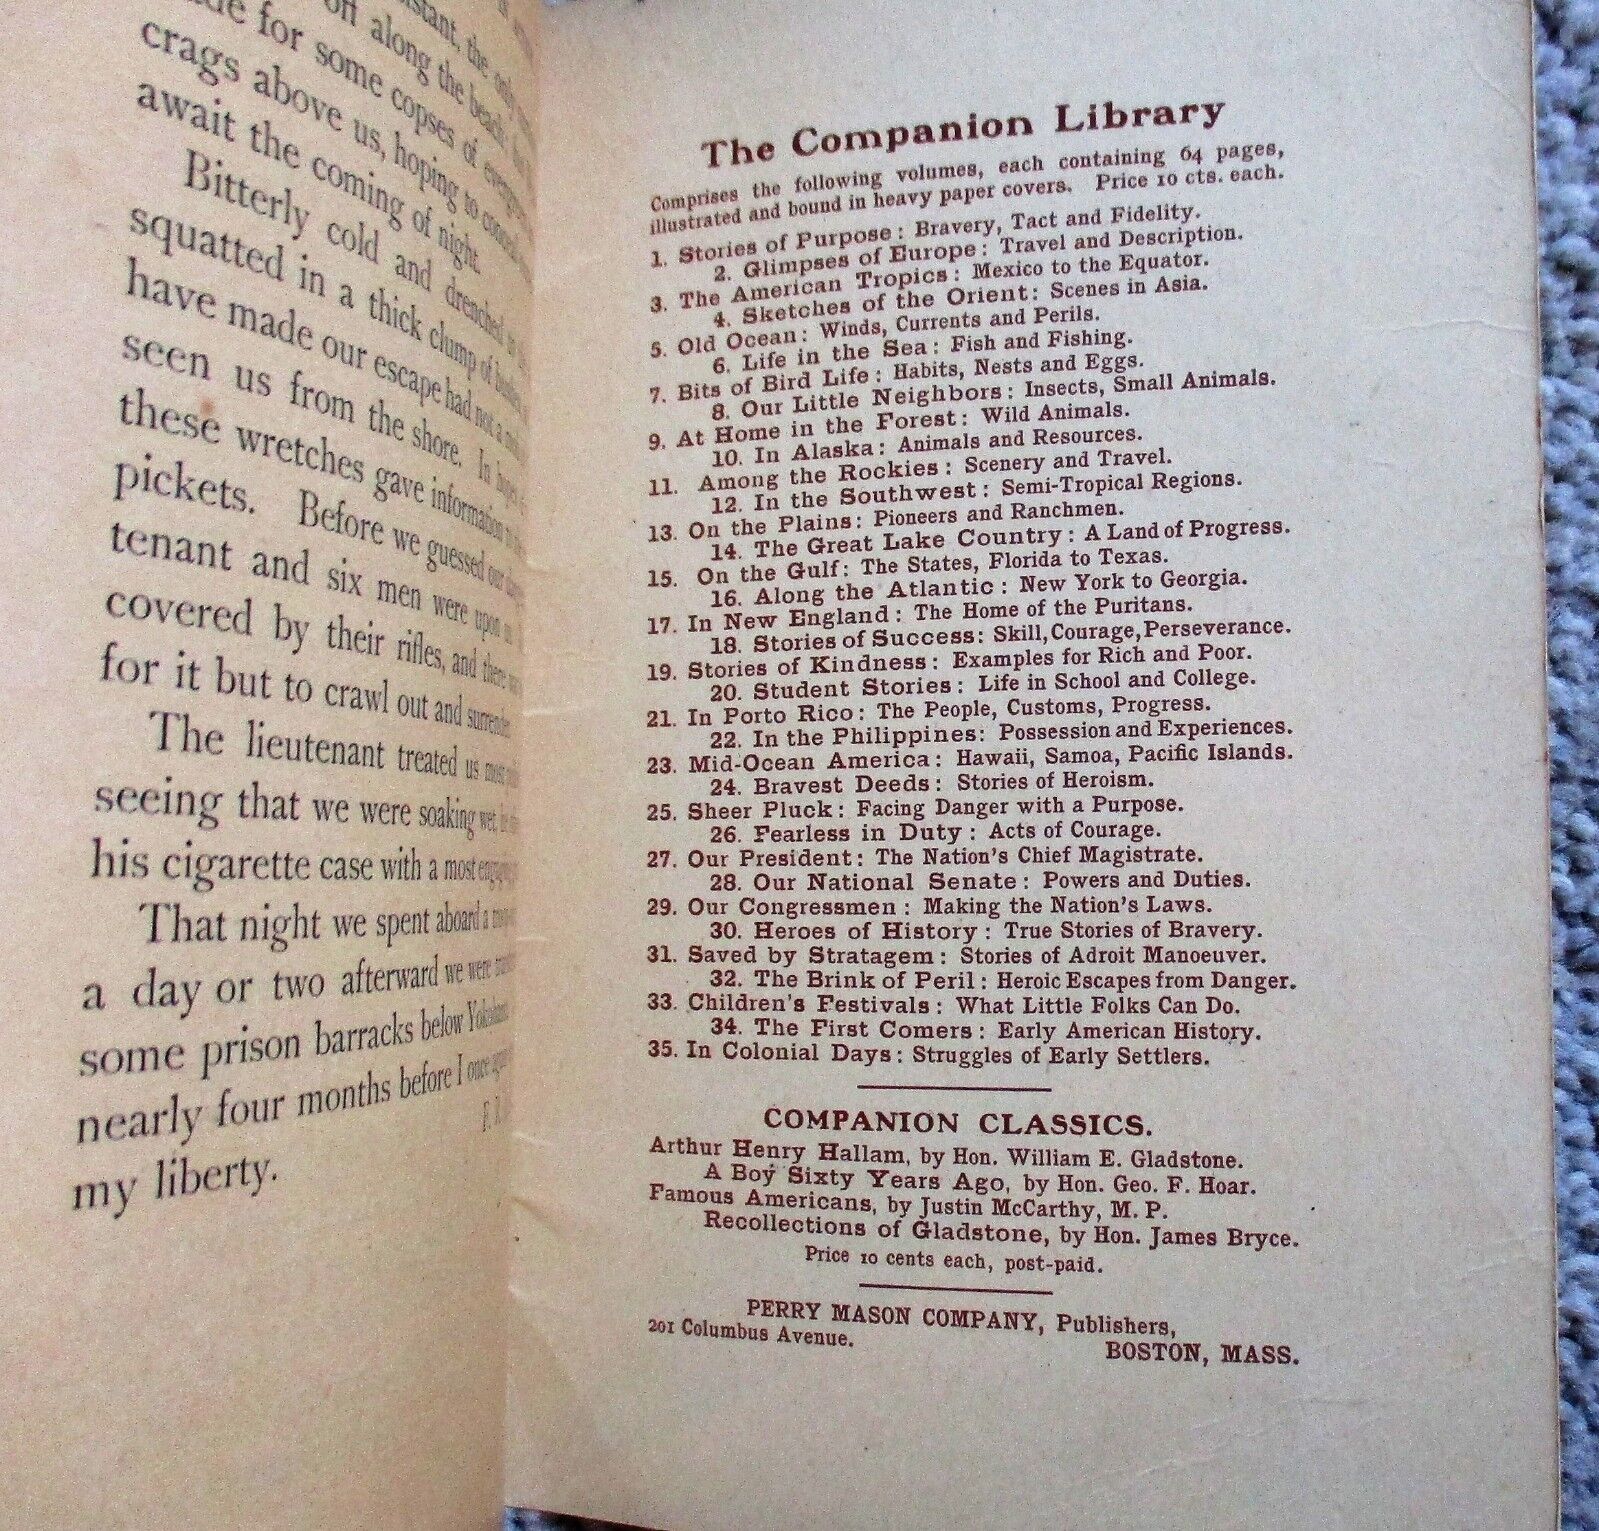 along the beach
for some copses of
crags above us, hoping to conceal
await the coming of night.
Bitterly cold and drenched
squatted in a thick clump of
have made our escape had not a
seen us from the shore. In
these wretches gave information to
pickets. Before we guessed our
tenant and six men were upon
covered by their rifles, and there
for it but to crawl out and surrender.
The lieutenant treated us most
seeing that we were soaking wet,
his cigarette case with a most
That night we spent aboard a
a day or two afterward we were
some prison barracks below
nearly four months before I once
my liberty.
The Companion Library
Comprises the following volumes, each containing 64 pages,
illustrated and bound in heavy paper covers. Price 10 cts. each.
1. Stories of Purpose: Bravery, Tact and Fidelity.
2. Glimpses of Europe: Travel and Description.
3. The American Tropics: Mexico to the Equator.
4. Sketches of the Orient: Scenes in Asia.
5. Old Ocean: Winds, Currents and Perils.
6. Life in the Sea: Fish and Fishing.
7. Bits of Bird Life: Habits, Nests and Eggs.
8. Our Little Neighbors: Insects, Small Animals.
9. At Home in the Forest: Wild Animals.
10. In Alaska: Animals and Resources.
11. Among the Rockies: Scenery and Travel.
12. In the Southwest: Semi-Tropical Regions.
13. On the Plains: Pioneers and Ranchmen.
14. The Great Lake Country: A Land of Progress.
15. On the Gulf: The States, Florida to Texas.
16. Along the Atlantic: New York to Georgia.
17. In New England: The Home of the Puritans.
18. Stories of Success: Skill, Courage, Perseverance.
19. Stories of Kindness: Examples for Rich and Poor.
20. Student Stories: Life in School and College.
21. In Porto Rico: The People, Customs, Progress.
22. In the Philippines: Possession and Experiences.
23. Mid-Ocean America: Hawaii, Samoa, Pacific Islands.
24. Bravest Deeds: Stories of Heroism.
25. Sheer Pluck: Facing Danger with a Purpose.
26. Fearless in Duty: Acts of Courage.
27. Our President: The Nation's Chief Magistrate.
28. Our National Senate: Powers and Duties.
29. Our Congressmen: Making the Nation's Laws.
30. Heroes of History: True Stories of Bravery.
31. Saved by Stratagem: Stories of Adroit Manoeuver.
32. The Brink of Peril: Heroic Escapes from Danger.
33. Children's Festivals: What Little Folks Can Do.
34. The First Comers: Early American History.
35. In Colonial Days: Struggles of Early Settlers.
COMPANION CLASSICS.
Arthur Henry Hallam, by Hon. William E. Gladstone.
A Boy Sixty Years Ago, by Hon. Geo. F. Hoar.
Famous Americans, by Justin McCarthy, M. P.
Recollections of Gladstone, by Hon. James Bryce.
Price 10 cents each, post-paid.
PERRY MASON COMPANY, Publishers,
201 Columbus Avenue.
BOSTON, MASS.